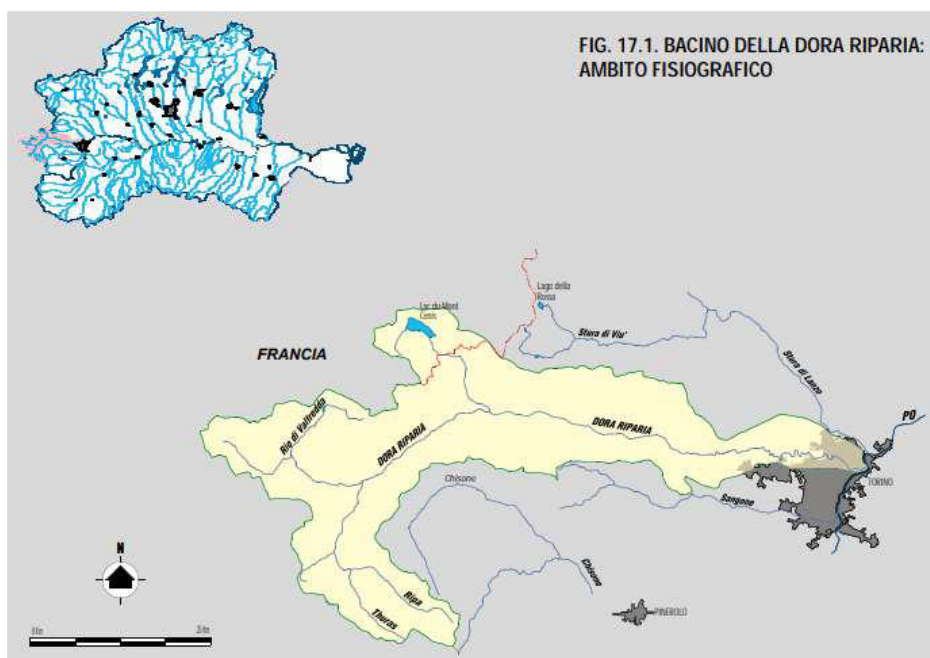 FIG. 17.1. BACINO DELLA DORA RIPARIA:
AMBITO FISIOGRAFICO
Lago della
Rossa
Lac du Mont
Cenis
Stura di Viu'
FRANCIA
Stura di Lanzo
Rio di Valfredda
DORA RIPARIA
DORA RIPARIA
PO
TORINO
Chisone
Sangone
Chisone
N
Ripa
Thuras
PINEROLO